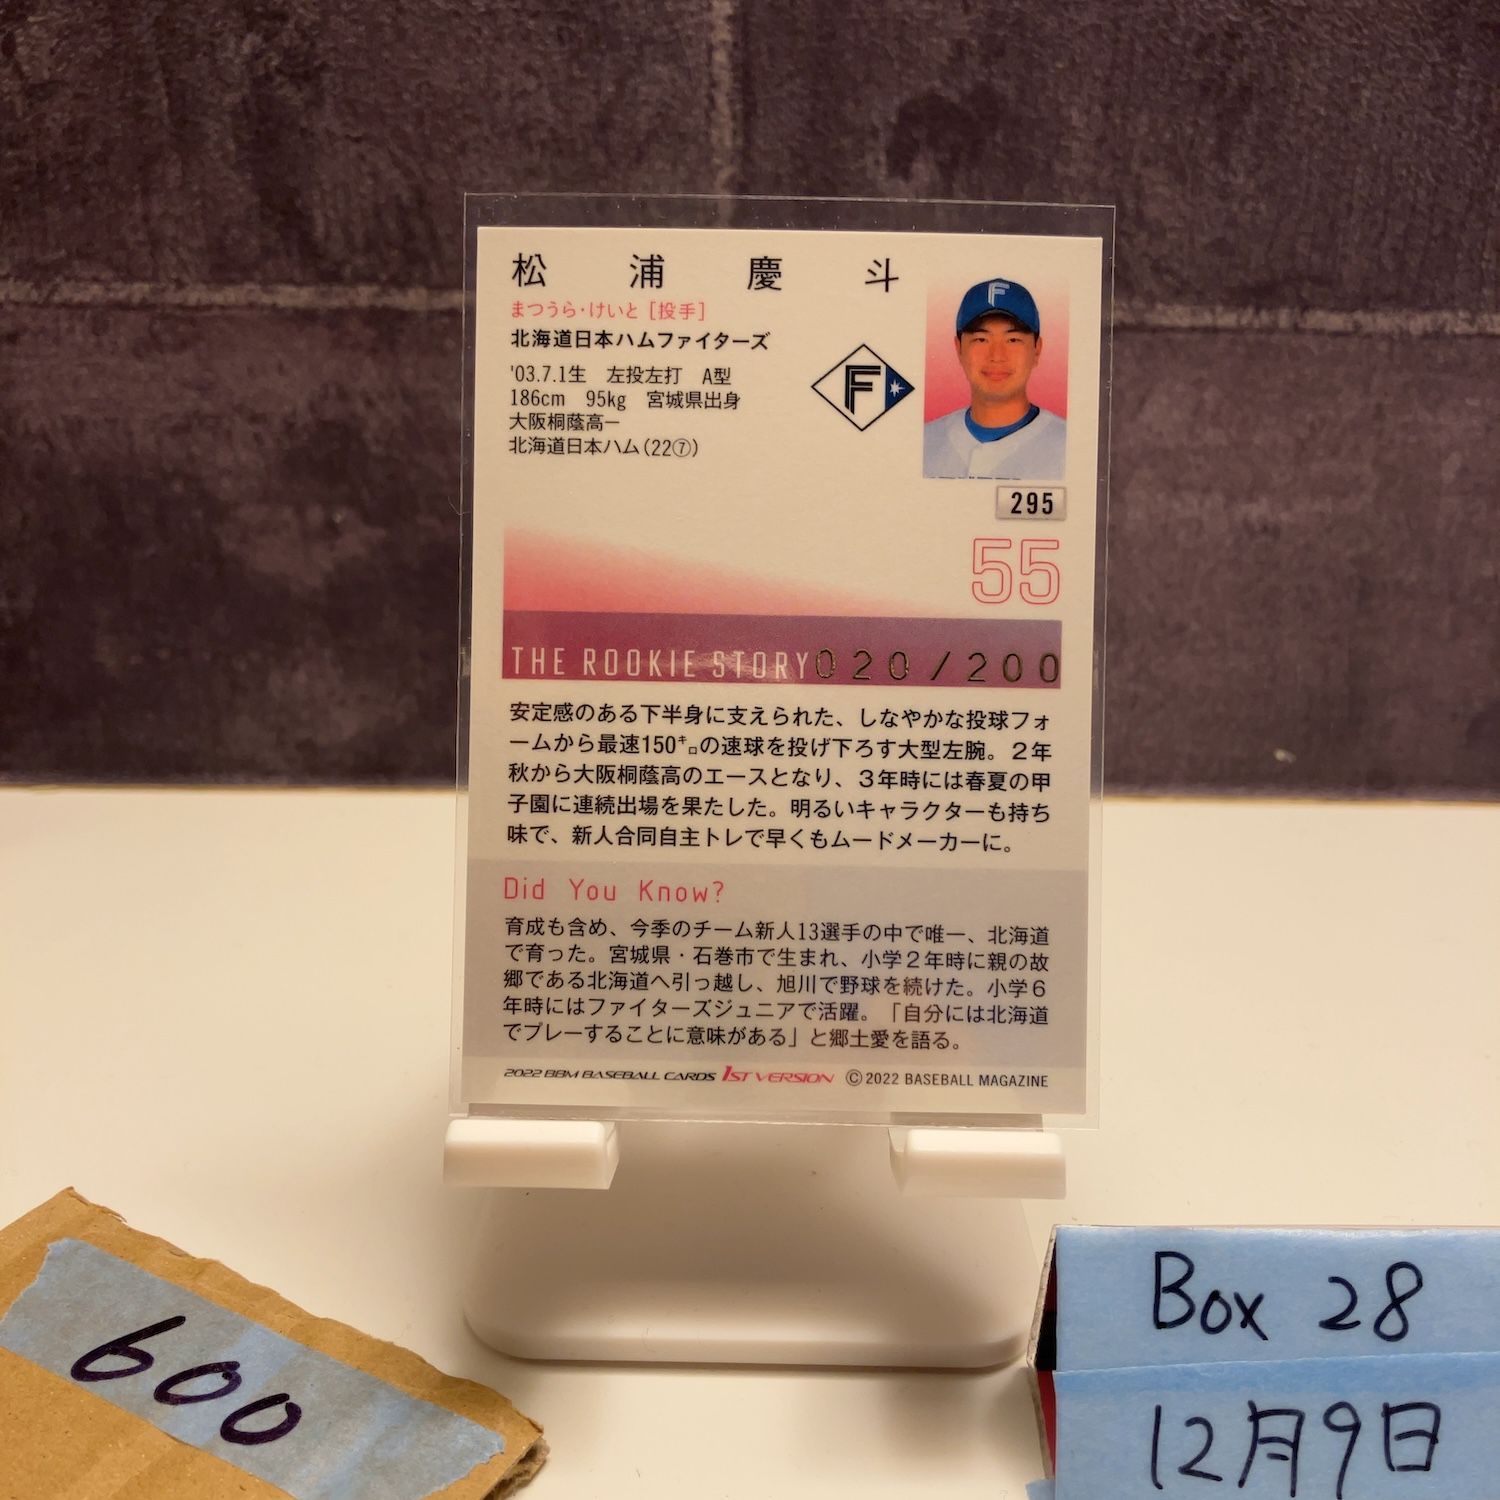 松浦慶斗
まつうら・けいと［投手］
北海道日本ハムファイターズ
'03.7.1生　左投左打　A型
186cm　95kg　宮城県出身
大阪桐蔭高ー
北海道日本ハム（22⑦）
F
F
295
55
THE ROOKIE STORY 020/200
安定感のある下半身に支えられた、しなやかな投球フォ
ームから最速150㌔の速球を投げ下ろす大型左腕。２年
秋から大阪桐蔭高のエースとなり、３年時には春夏の甲
子園に連続出場を果たした。明るいキャラクターも持ち
味で、新人合同自主トレで早くもムードメーカーに。
Did You Know?
育成も含め、今季のチーム新人13選手の中で唯一、北海道
で育った。宮城県・石巻市で生まれ、小学２年時に親の故
郷である北海道へ引っ越し、旭川で野球を続けた。小学６
年時にはファイターズジュニアで活躍。「自分には北海道
でプレーすることに意味がある」と郷土愛を語る。
2022 BBM BASEBALL CARDS 1ST VERSION ©2022 BASEBALL MAGAZINE
600
Box 28
12月9日